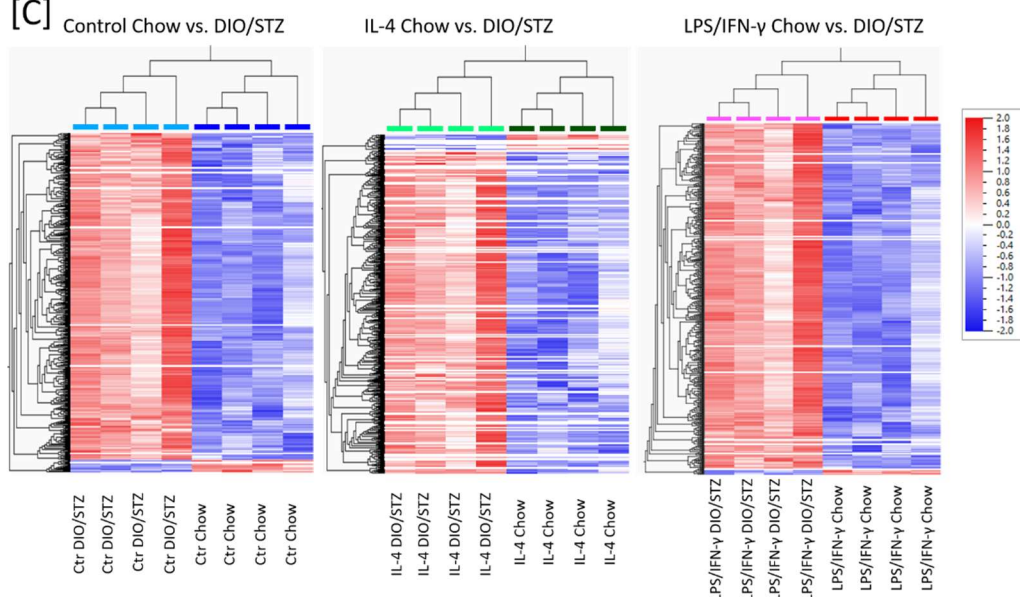 [C]
Control Chow vs. DIO/STZ
IL-4 Chow vs. DIO/STZ
LPS/IFN-γ Chow vs. DIO/STZ
2.0
1.8
1.6
1.4
1.2
1.0
0.8
0.6
0.4
0.2
0.0
-0.2
-0.4
-0.6
-0.8
-1.0
-1.2
-1.4
-1.6
-1.8
-2.0
Ctr DIO/STZ
Ctr DIO/STZ
Ctr DIO/STZ
Ctr DIO/STZ
Ctr Chow
Ctr Chow
Ctr Chow
Ctr Chow
IL-4 DIO/STZ
IL-4 DIO/STZ
IL-4 DIO/STZ
IL-4 DIO/STZ
IL-4 Chow
IL-4 Chow
IL-4 Chow
IL-4 Chow
LPS/IFN-γ DIO/STZ
LPS/IFN-γ DIO/STZ
LPS/IFN-γ DIO/STZ
LPS/IFN-γ DIO/STZ
LPS/IFN-γ Chow
LPS/IFN-γ Chow
LPS/IFN-γ Chow
LPS/IFN-γ Chow